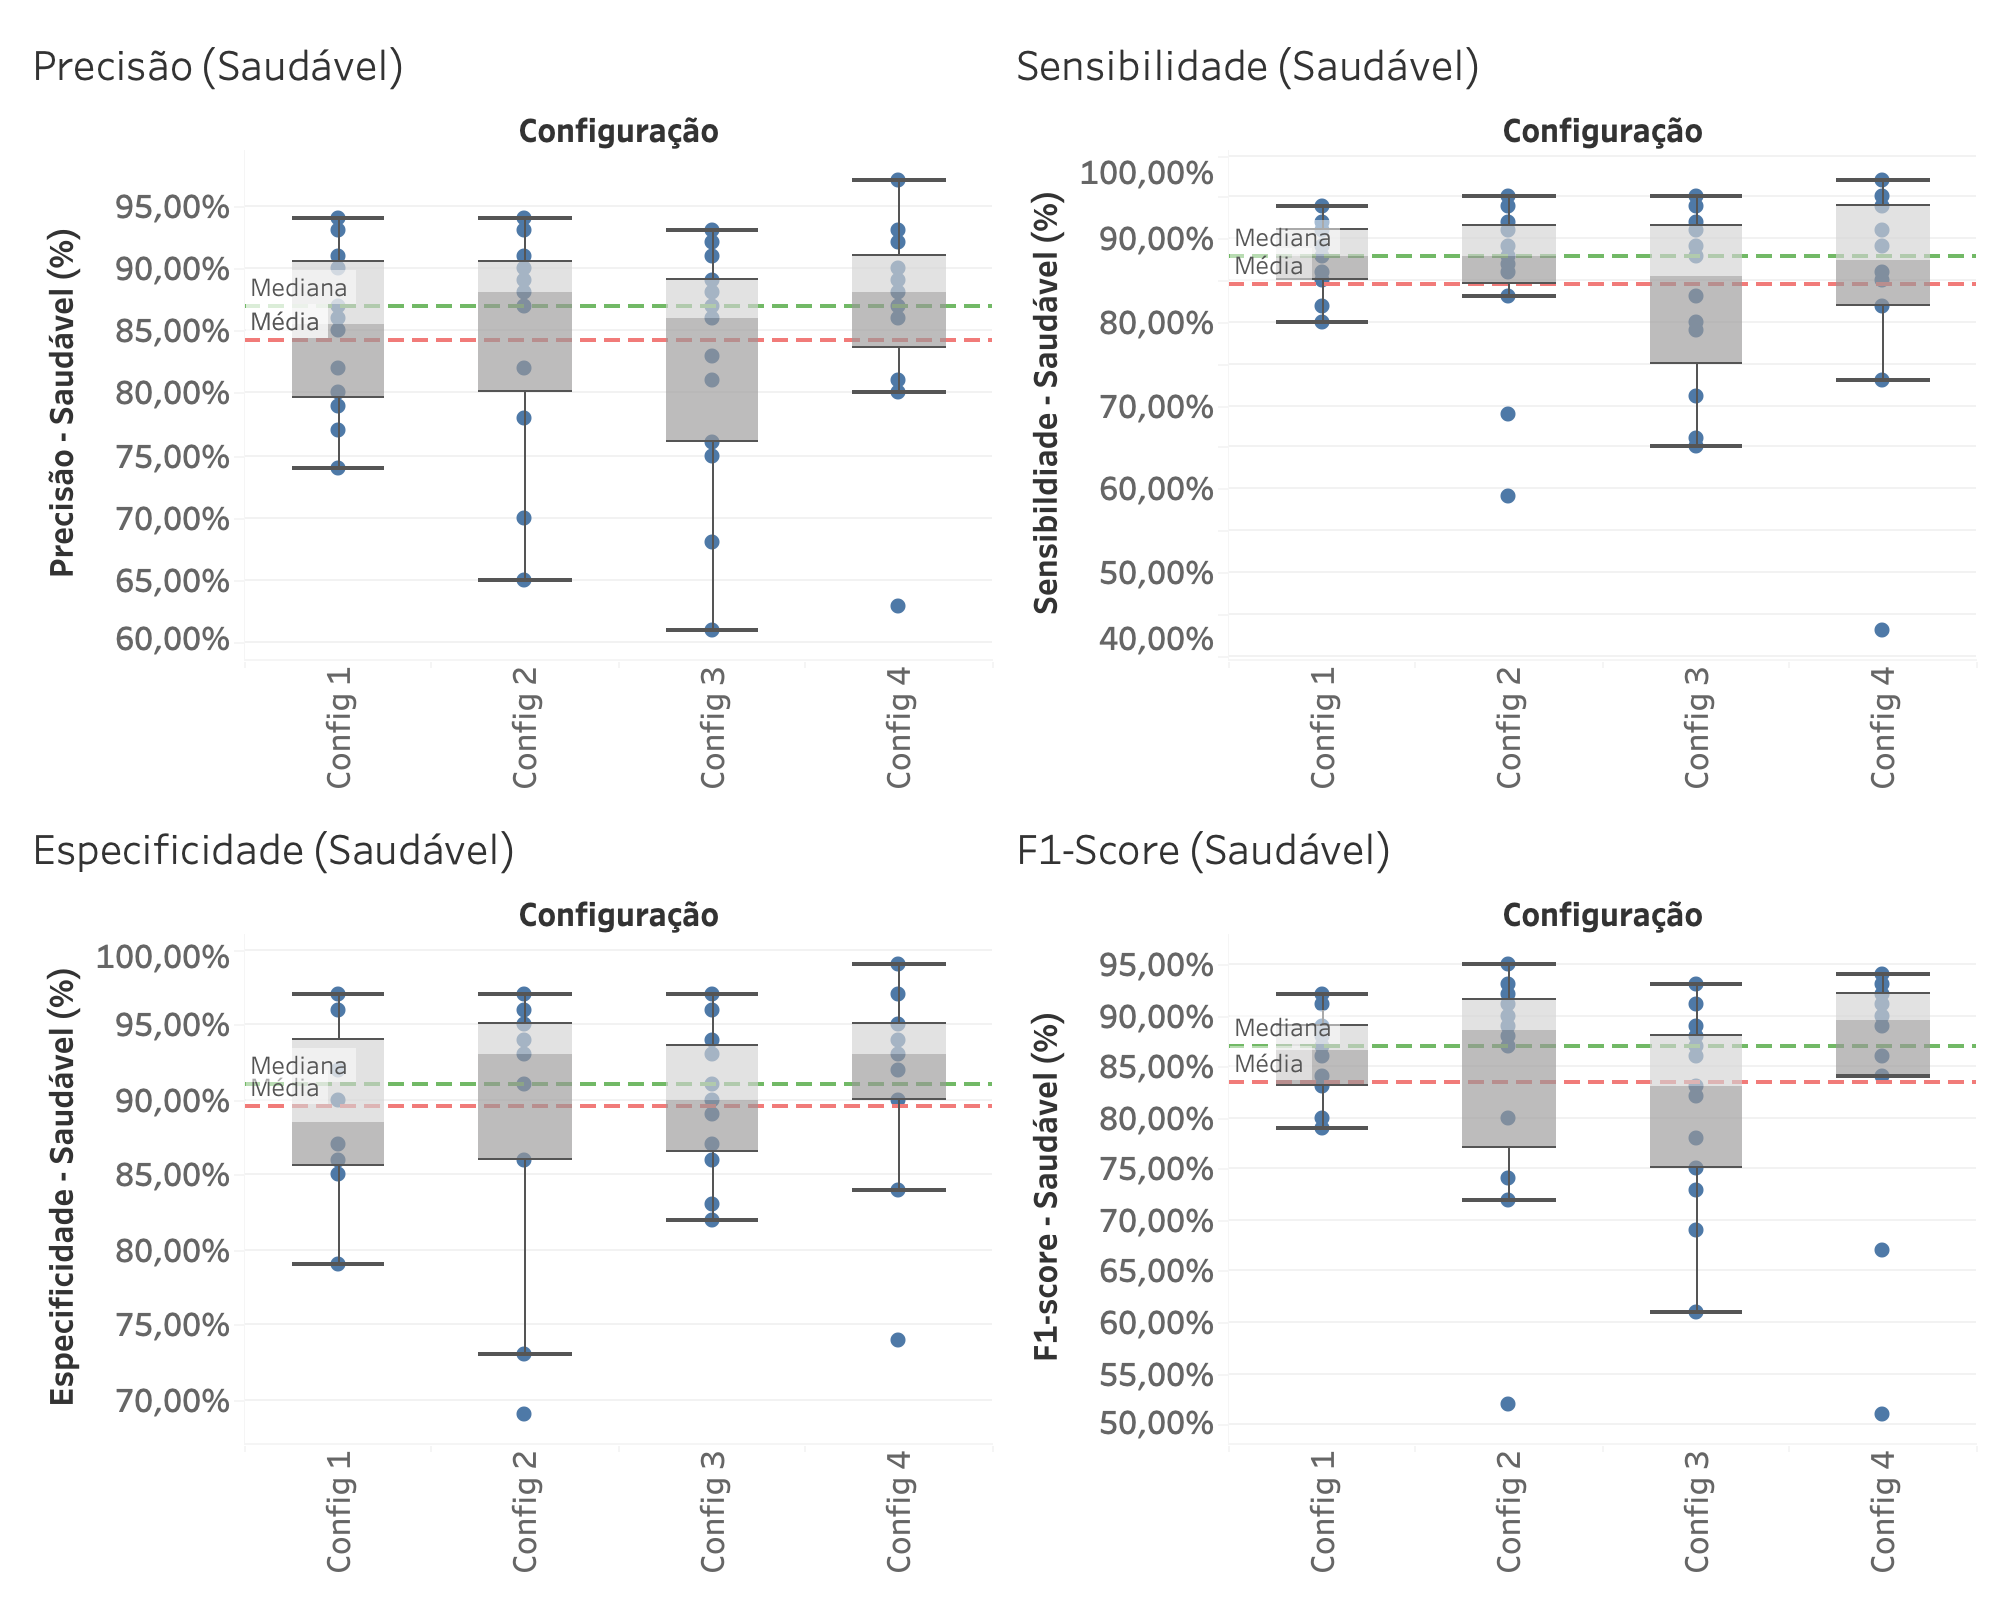 Precisão (Saudável)
Configuração
Precisão - Saudável (%)
95,00%
90,00%
85,00%
80,00%
75,00%
70,00%
65,00%
60,00%
Mediana
Média
Config 1
Config 2
Config 3
Config 4
Sensibilidade (Saudável)
Configuração
Sensibildiade - Saudável (%)
100,00%
90,00%
80,00%
70,00%
60,00%
50,00%
40,00%
Mediana
Média
Config 1
Config 2
Config 3
Config 4
Especificidade (Saudável)
Configuração
Especificidade - Saudável (%)
100,00%
95,00%
90,00%
85,00%
80,00%
75,00%
70,00%
Mediana
Média
Config 1
Config 2
Config 3
Config 4
F1-Score (Saudável)
Configuração
F1-score - Saudável (%)
95,00%
90,00%
85,00%
80,00%
75,00%
70,00%
65,00%
60,00%
55,00%
50,00%
Mediana
Média
Config 1
Config 2
Config 3
Config 4